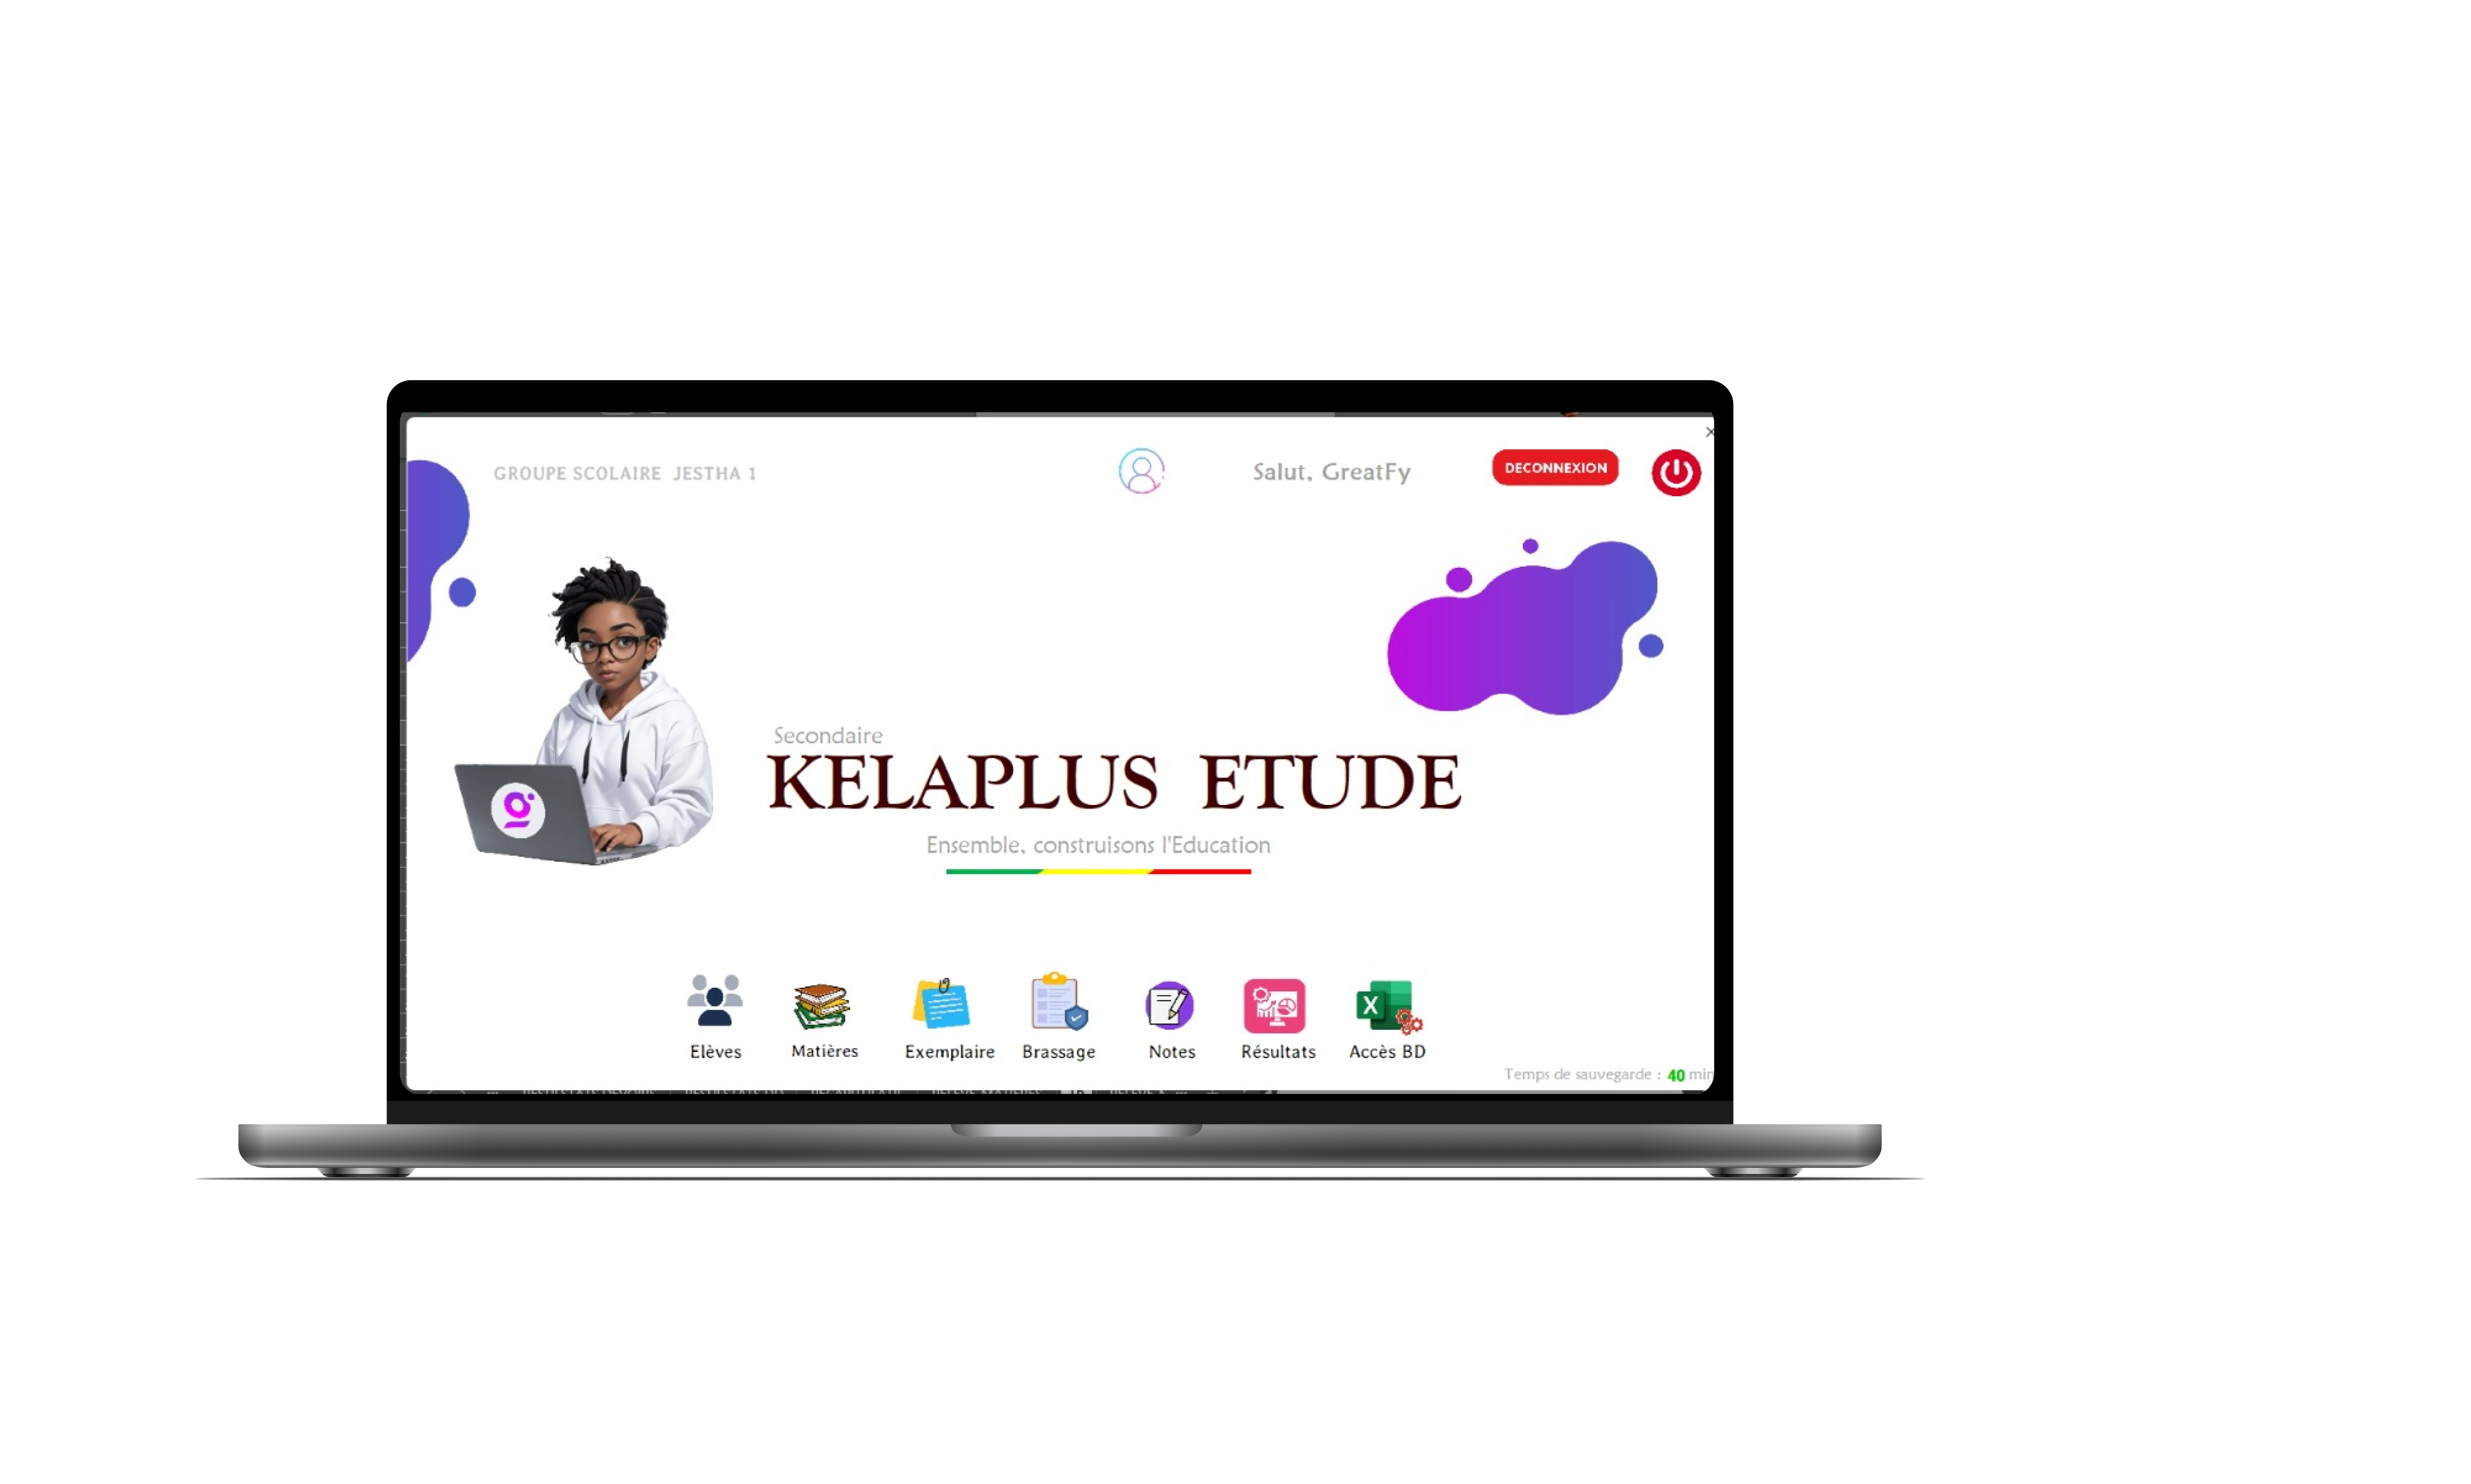 GROUPE SCOLAIRE JESTHA 1
Salut, GreatFy
DECONNEXION
Secondaire
KELAPLUS ETUDE
Ensemble, construisons l'Education
Elèves
Matières
Exemplaire
Brassage
Notes
Résultats
Accès BD
Temps de sauvegarde : 40 min